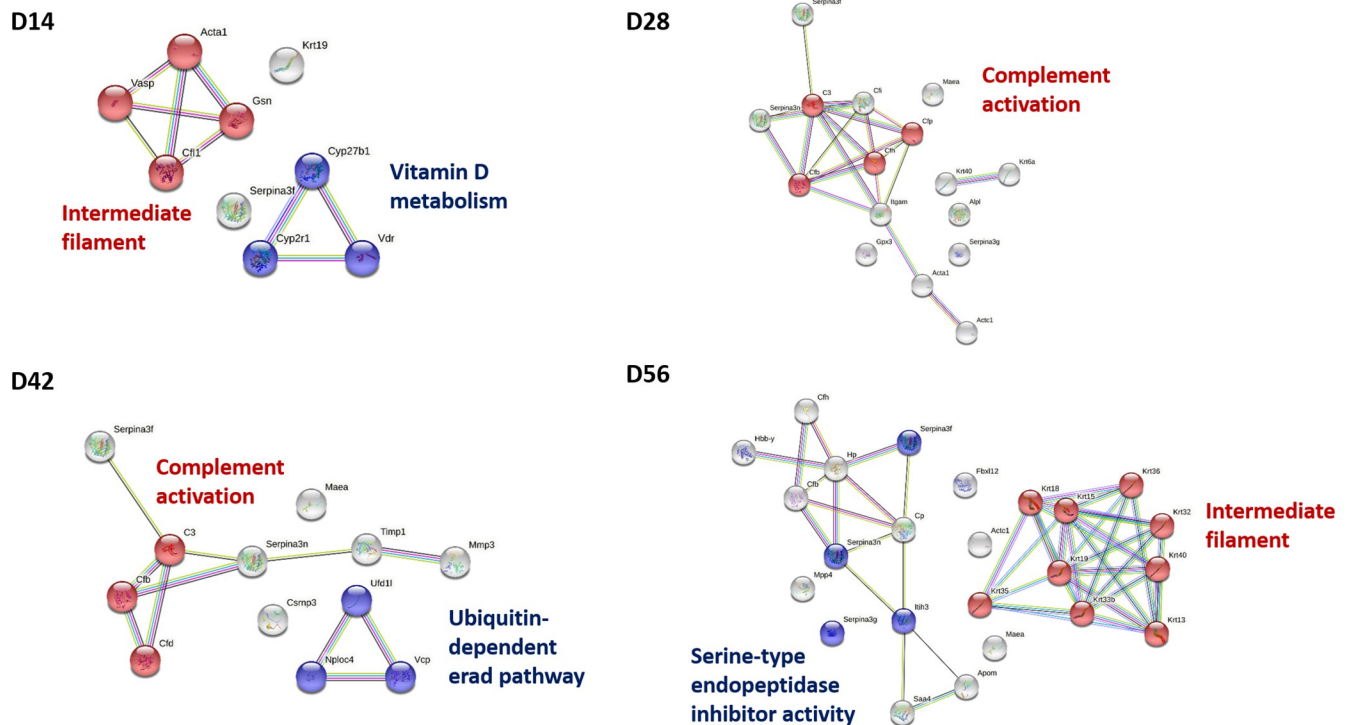 D14
Acta1
Krt19
Vasp
Gsn
Cfl1
Cyp27b1
Vitamin D
metabolism
Serpina3f
Intermediate
filament
Cyp2r1
Vdr
D28
Serpina3f
Complement
activation
Maea
C3
Cfi
Serpina3n
Cfp
Cfh
Krt6a
Krt40
Cfb
Itgam
Alpl
Gpx3
Serpina3g
Acta1
Actc1
D42
Serpina3f
Complement
activation
Maea
C3
Serpina3n
Timp1
Mmp3
Cfb
Ufd1l
Csmp3
Cfd
Nploc4
Vcp
Ubiquitin-
dependent
erad pathway
D56
Cfh
Serpina3f
Hbb-y
Hp
Fbxl12
Krt36
Krt18
Krt15
Cfb
Krt32
Cp
Actc1
Intermediate
filament
Serpina3n
Krt40
Krt19
Mpp4
Krt35
Krt33b
Itih3
Krt13
Serpina3g
Maea
Serine-type
endopeptidase
inhibitor activity
Apom
Saa4